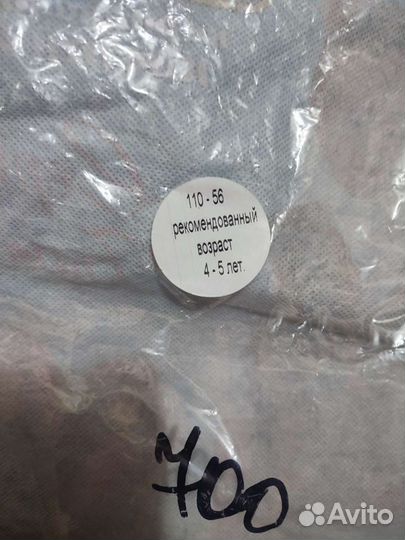 110 - 56
рекомендованный
возраст
4 - 5 лет.
700
Avito